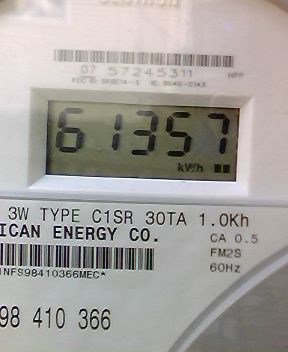 07 57245311
61357
kWh
3W TYPE C1SR 30TA 1.0Kh
ICAN ENERGY CO.
CA 0.5
FM2S
60Hz
1NFS98410366MEC*
98 410 366